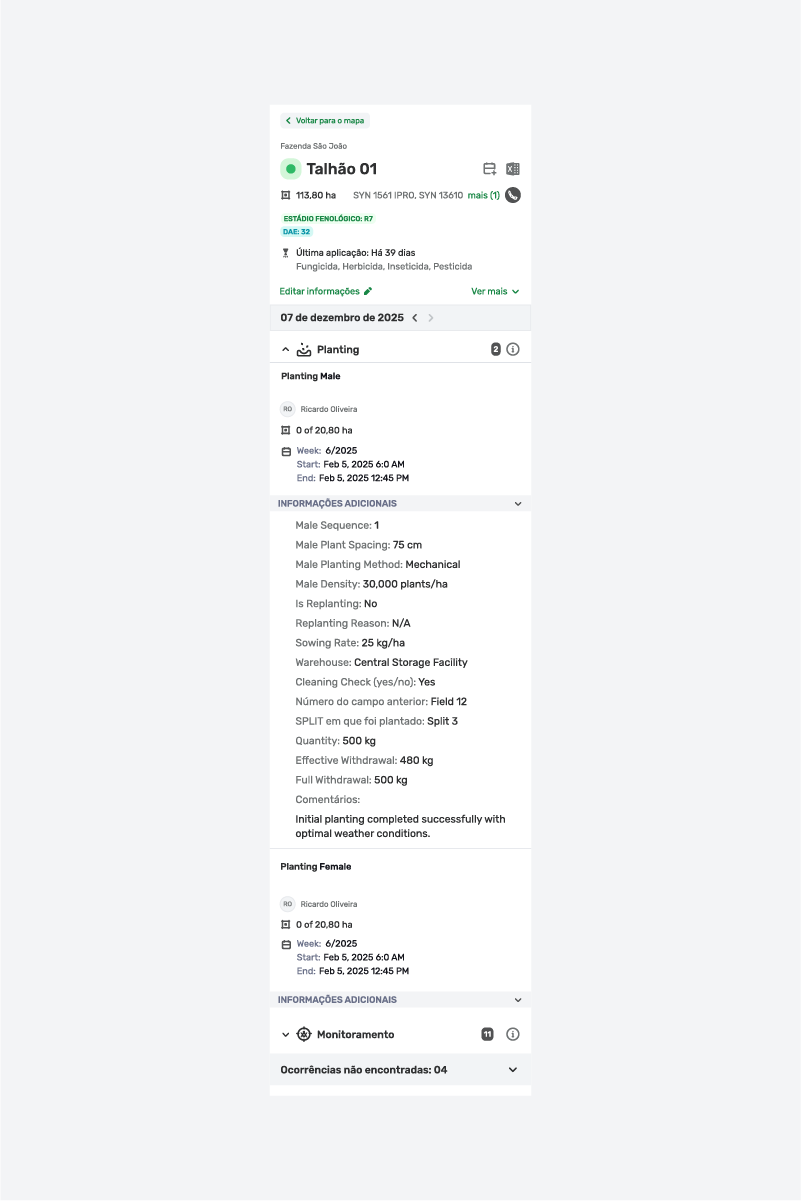 Voltar para o mapa
Fazenda São João
Talhão 01
113,80 ha SYN 1561 IPRO, SYN 13610 mais (1)
ESTÁDIO FENOLÓGICO: R7
DAE: 32
Última aplicação: Há 39 dias
Fungicida, Herbicida, Inseticida, Pesticida
Editar informações Ver mais
07 de dezembro de 2025
Planting 2
Planting Male
RO Ricardo Oliveira
0 of 20,80 ha
Week: 6/2025
Start: Feb 5, 2025 6:0 AM
End: Feb 5, 2025 12:45 PM
INFORMAÇÕES ADICIONAIS
Male Sequence: 1
Male Plant Spacing: 75 cm
Male Planting Method: Mechanical
Male Density: 30,000 plants/ha
Is Replanting: No
Replanting Reason: N/A
Sowing Rate: 25 kg/ha
Warehouse: Central Storage Facility
Cleaning Check (yes/no): Yes
Número do campo anterior: Field 12
SPLIT em que foi plantado: Split 3
Quantity: 500 kg
Effective Withdrawal: 480 kg
Full Withdrawal: 500 kg
Comentários:
Initial planting completed successfully with
optimal weather conditions.
Planting Female
RO Ricardo Oliveira
0 of 20,80 ha
Week: 6/2025
Start: Feb 5, 2025 6:0 AM
End: Feb 5, 2025 12:45 PM
INFORMAÇÕES ADICIONAIS
Monitoramento 11
Ocorrências não encontradas: 04